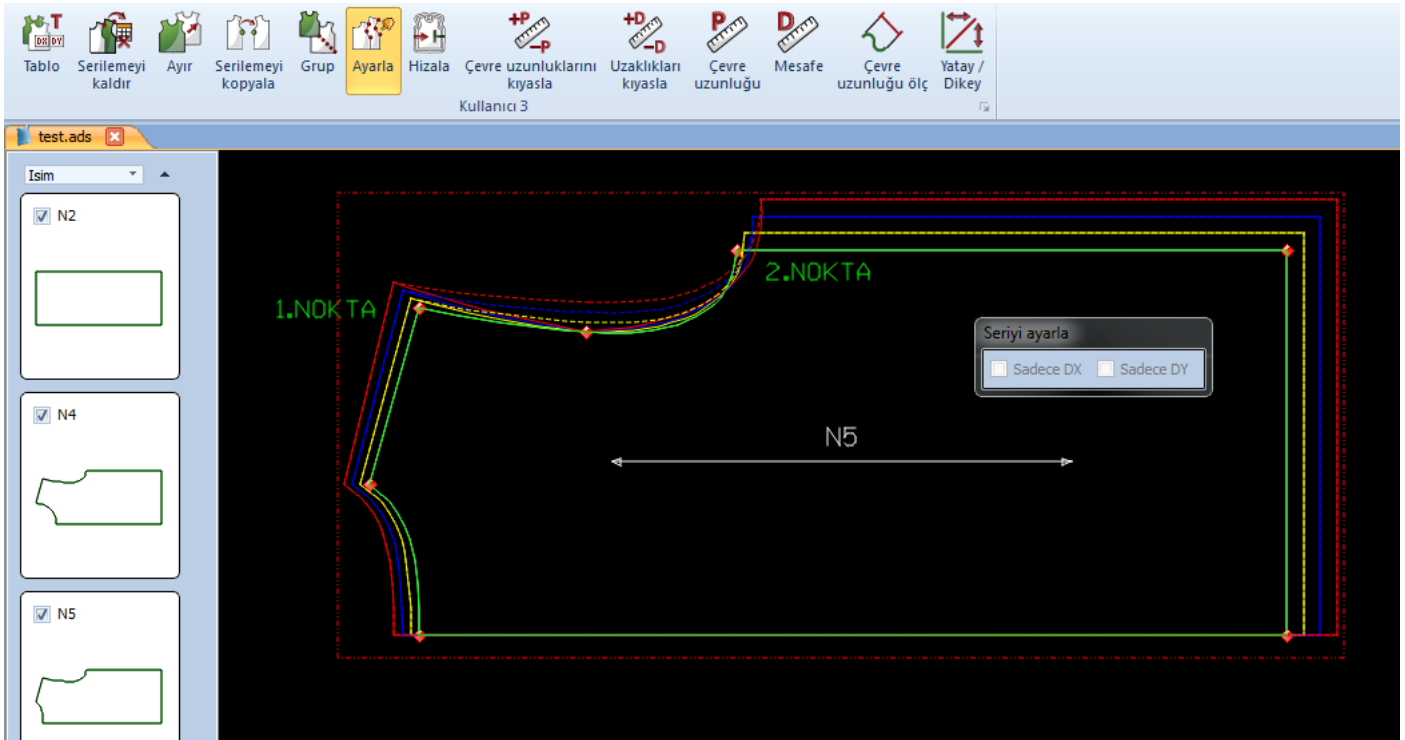 +P
-P
+D
-D
P
D
T
DX DY
Tablo
Serilemeyi
kaldır
Ayır
Serilemeyi
kopyala
Grup
Ayarla
Hizala
Çevre uzunluklarını
kıyasla
Uzaklıkları
kıyasla
Çevre
uzunluğu
Mesafe
Çevre
uzunluğu ölç
Yatay /
Dikey
Kullanıcı 3
test.ads
Isim
N2
N4
N5
1.NOKTA
2.NOKTA
Seriyi ayarla
Sadece DX Sadece DY
N5